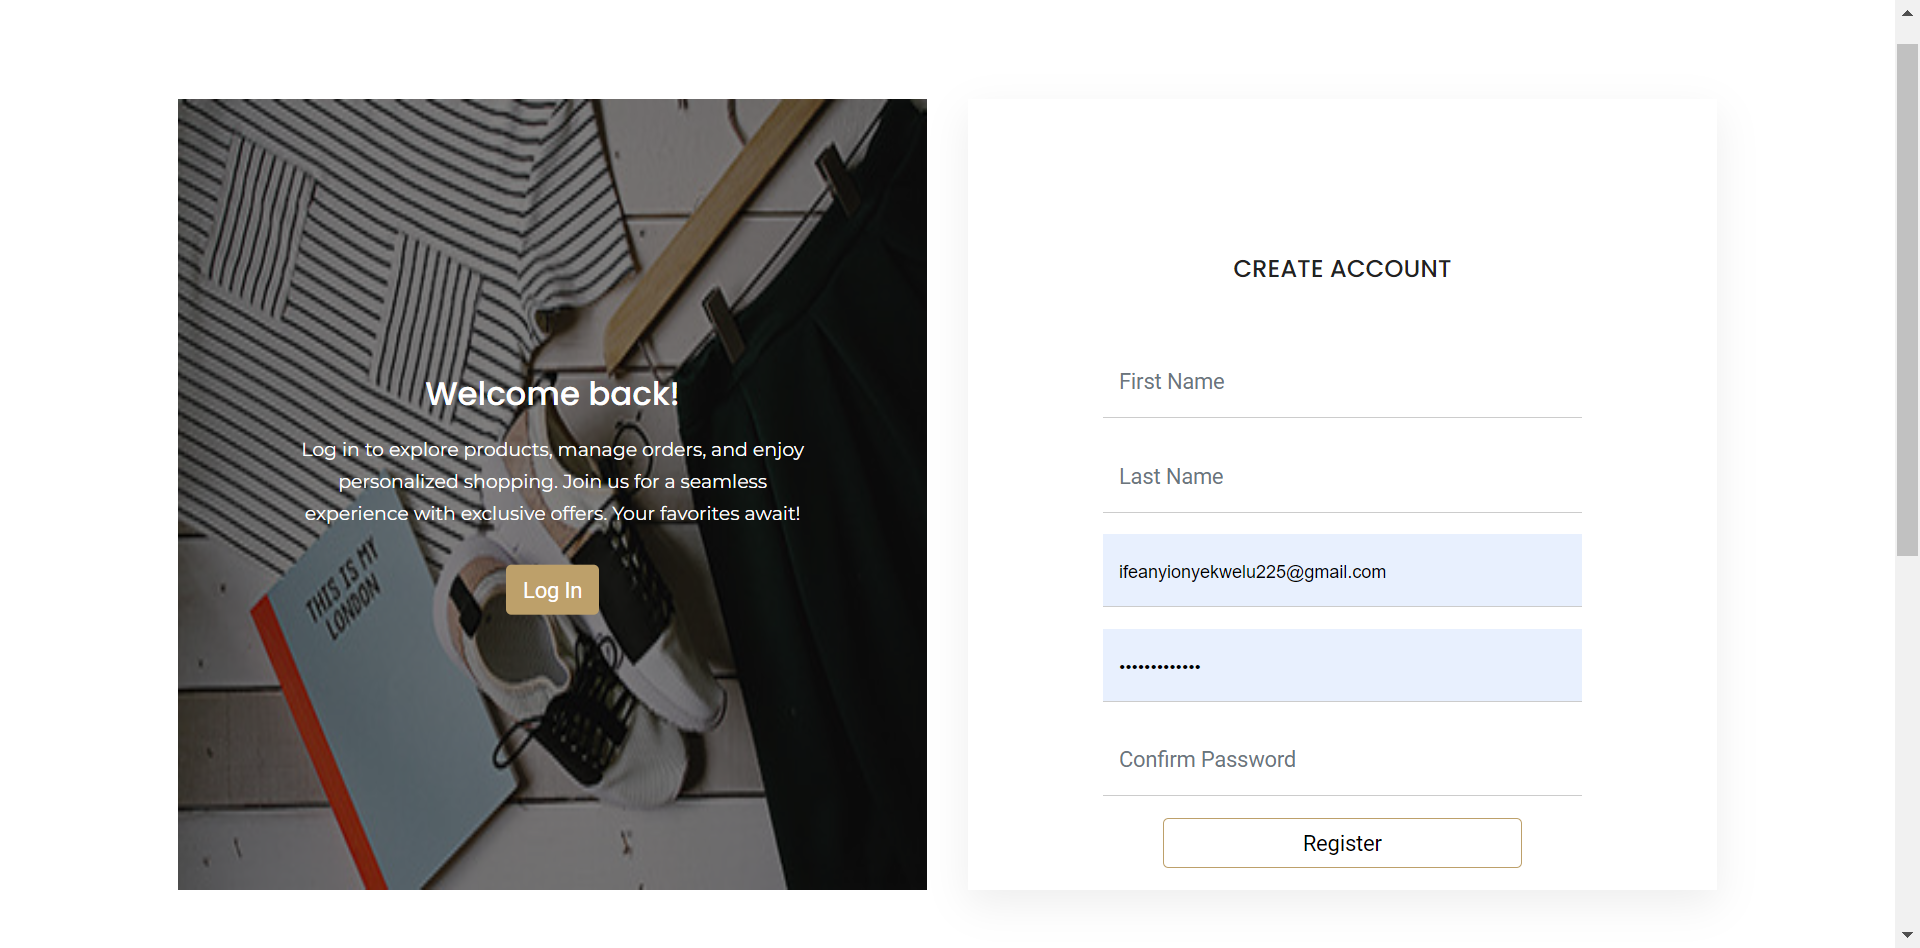 Welcome back!
Log in to explore products, manage orders, and enjoy
personalized shopping. Join us for a seamless
experience with exclusive offers. Your favorites await!
Log In
THIS IS MY
LONDON
CREATE ACCOUNT
First Name
Last Name
ifeanyionyekwelu225@gmail.com
•••••••••••••
Confirm Password
Register